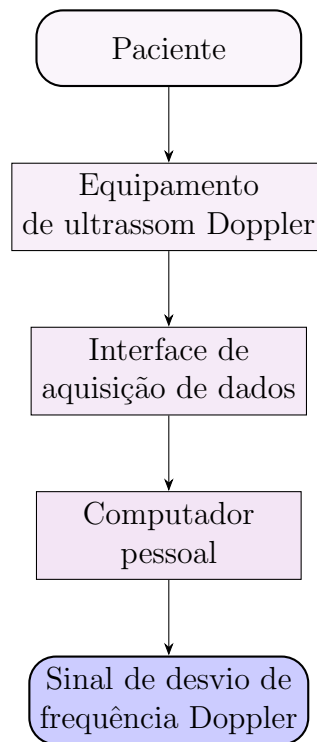 Paciente
Equipamento
de ultrassom Doppler
Interface de
aquisição de dados
Computador
pessoal
Sinal de desvio de
frequência Doppler